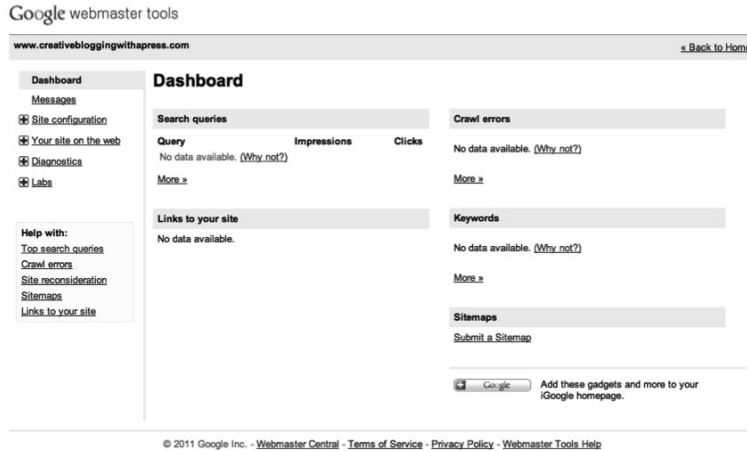 Google webmaster tools
www.creativebloggingwithapress.com
« Back to Home
Dashboard
Messages
Site configuration
Your site on the web
Diagnostics
Labs
Help with:
Top search queries
Crawl errors
Site reconsideration
Sitemaps
Links to your site
Dashboard
Search queries
Query Impressions Clicks
No data available. (Why not?)
More »
Links to your site
No data available.
Crawl errors
No data available. (Why not?)
More »
Keywords
No data available. (Why not?)
More »
Sitemaps
Submit a Sitemap
Google
Add these gadgets and more to your
iGoogle homepage.
© 2011 Google Inc. - Webmaster Central - Terms of Service - Privacy Policy - Webmaster Tools Help